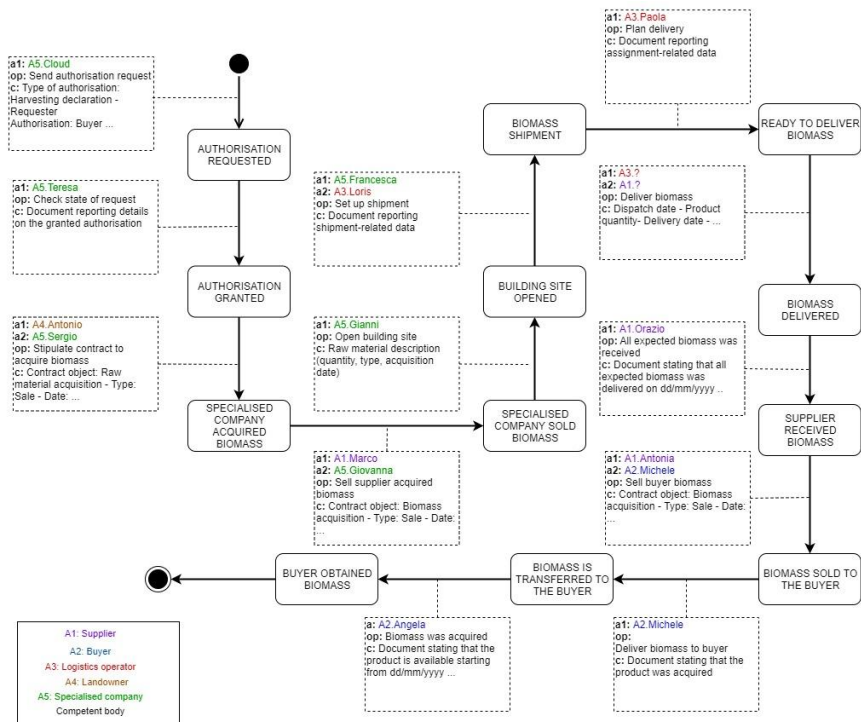 a1: A3.Paola
op: Plan delivery
c: Document reporting
assignment-related data
a1: A5.Cloud
op: Send authorisation request
c: Type of authorisation:
Harvesting declaration -
Requester
Authorisation: Buyer ...
AUTHORISATION
REQUESTED
BIOMASS
SHIPMENT
READY TO DELIVER
BIOMASS
a1: A5.Teresa
op: Check state of request
c: Document reporting details
on the granted authorisation
a1: A5.Francesca
a2: A3.Loris
op: Set up shipment
c: Document reporting
shipment-related data
a1: A3.?
a2: A1.?
op: Deliver biomass
c: Dispatch date - Product
quantity- Delivery date - ...
AUTHORISATION
GRANTED
BUILDING SITE
OPENED
BIOMASS
DELIVERED
a1: A4.Antonio
a2: A5.Sergio
op: Stipulate contract to
acquire biomass
c: Contract object: Raw
material acquisition - Type:
Sale - Date: ...
a1: A5.Gianni
op: Open building site
c: Raw material description
(quantity, type, acquisition
date)
a1: A1.Orazio
op: All expected biomass was
received
c: Document stating that all
expected biomass was
delivered on dd/mm/yyyy ..
SPECIALISED
COMPANY
ACQUIRED
BIOMASS
SPECIALISED
COMPANY SOLD
BIOMASS
SUPPLIER
RECEIVED
BIOMASS
a1: A1.Marco
a2: A5.Giovanna
op: Sell supplier acquired
biomass
c: Contract object: Biomass
acquisition - Type: Sale - Date:
...
a1: A1.Antonia
a2: A2.Michele
op: Sell buyer biomass
c: Contract object: Biomass
acquisition - Type: Sale - Date:
...
BUYER OBTAINED
BIOMASS
BIOMASS IS
TRANSFERRED TO
THE BUYER
BIOMASS SOLD TO
THE BUYER
a: A2.Angela
op: Biomass was acquired
c: Document stating that the
product is available starting
from dd/mm/yyyy ...
a1: A2.Michele
op:
Deliver biomass to buyer
c: Document stating that the
product was acquired
A1: Supplier
A2: Buyer
A3: Logistics operator
A4: Landowner
A5: Specialised company
Competent body